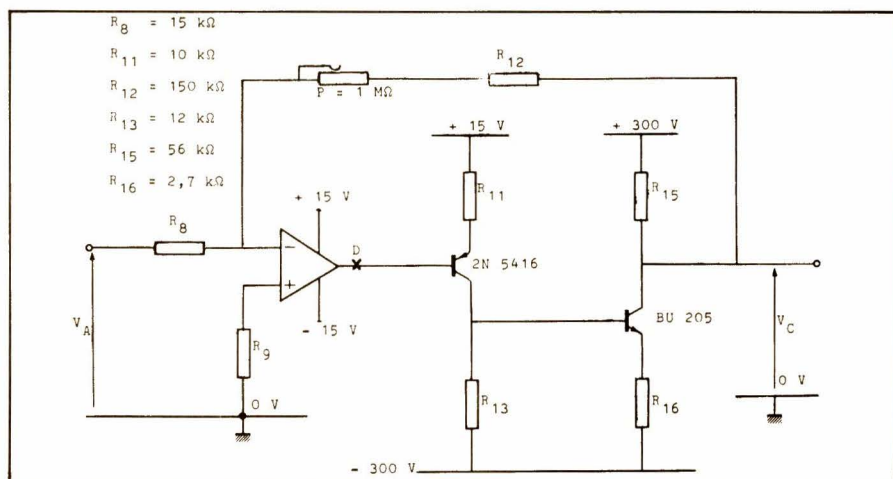 R8 = 15 kΩ
R11 = 10 kΩ
R12 = 150 kΩ
R13 = 12 kΩ
R15 = 56 kΩ
R16 = 2,7 kΩ
R12
P = 1 MΩ
+ 15 V
+ 300 V
R11
R15
+ 15 V
R8
D
2N 5416
−
+
BU 205
- 15 V
VA
VC
R9
0 V
R13
R16
0 V
- 300 V